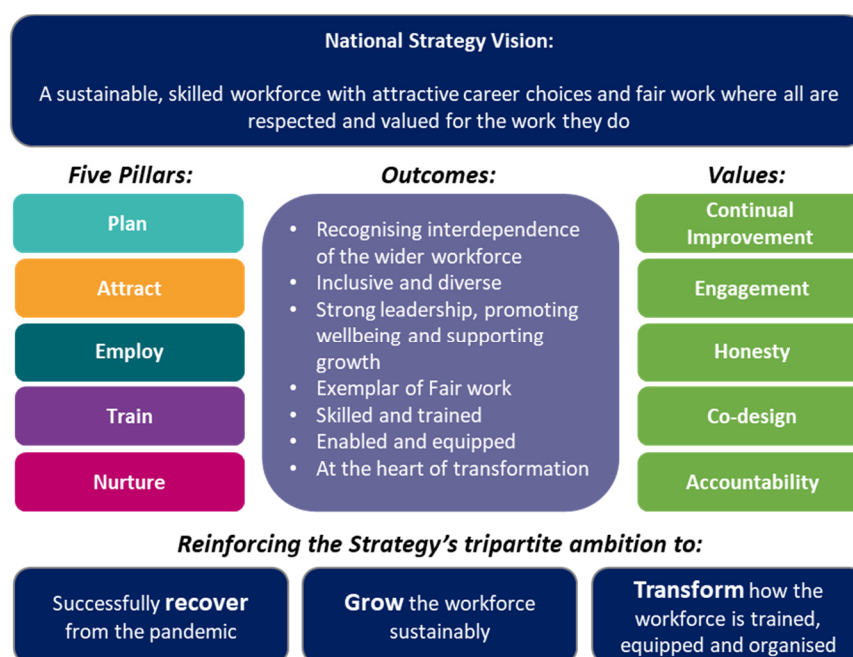 National Strategy Vision:
A sustainable, skilled workforce with attractive career choices and fair work where all are
respected and valued for the work they do
Five Pillars:
Plan
Attract
Employ
Train
Nurture
Outcomes:
• Recognising interdependence
of the wider workforce
• Inclusive and diverse
• Strong leadership, promoting
wellbeing and supporting
growth
• Exemplar of Fair work
• Skilled and trained
• Enabled and equipped
• At the heart of transformation
Values:
Continual
Improvement
Engagement
Honesty
Co-design
Accountability
Reinforcing the Strategy's tripartite ambition to:
Successfully recover
from the pandemic
Grow the workforce
sustainably
Transform how the
workforce is trained,
equipped and organised